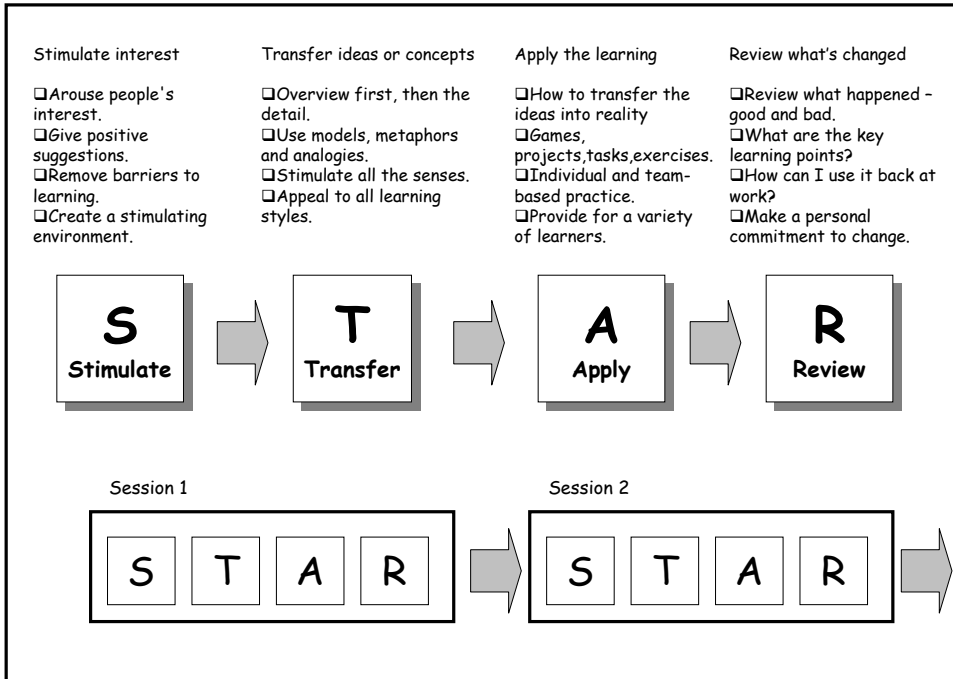 Stimulate interest
❑Arouse people's
interest.
❑Give positive
suggestions.
❑Remove barriers to
learning.
❑Create a stimulating
environment.
Transfer ideas or concepts
❑Overview first, then the
detail.
❑Use models, metaphors
and analogies.
❑Stimulate all the senses.
❑Appeal to all learning
styles.
Apply the learning
❑How to transfer the
ideas into reality
❑Games,
projects,tasks,exercises.
❑Individual and team-
based practice.
❑Provide for a variety
of learners.
Review what’s changed
❑Review what happened –
good and bad.
❑What are the key
learning points?
❑How can I use it back at
work?
❑Make a personal
commitment to change.
S
Stimulate
T
Transfer
A
Apply
R
Review
Session 1
S T A R
Session 2
S T A R